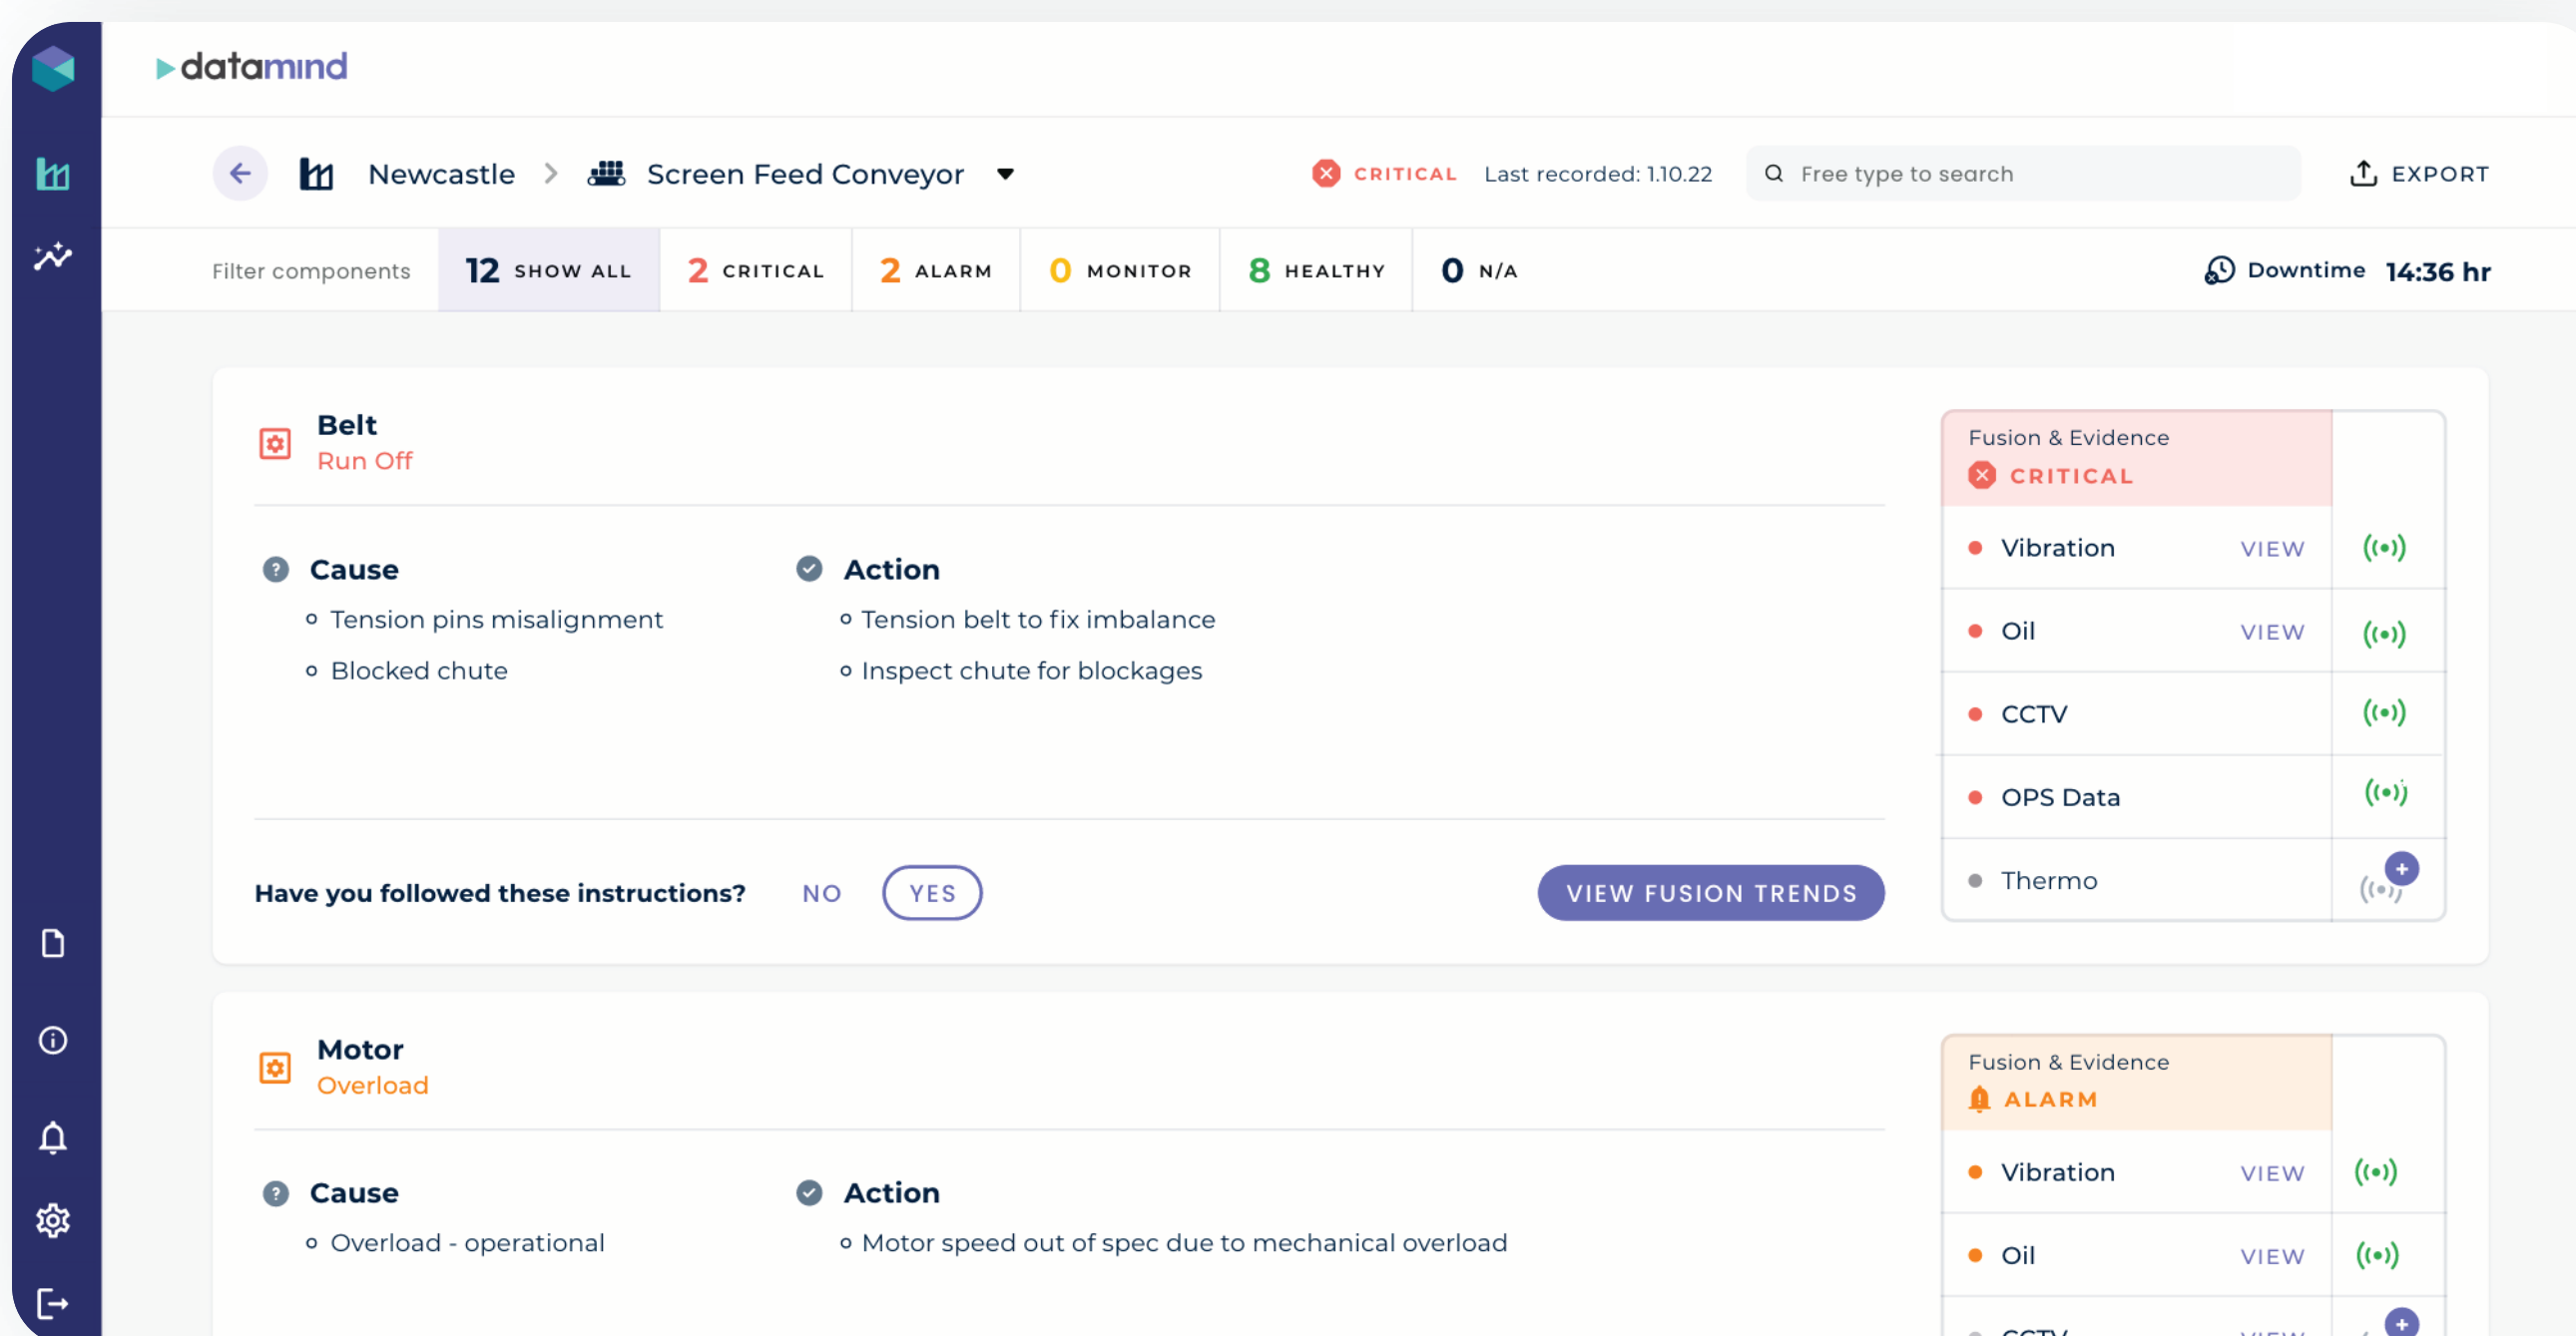 datamind
Newcastle > Screen Feed Conveyor
CRITICAL Last recorded: 1.10.22
Free type to search
EXPORT
Filter components
12 SHOW ALL
2 CRITICAL
2 ALARM
0 MONITOR
8 HEALTHY
0 N/A
Downtime 14:36 hr
Belt
Run Off
Cause
Tension pins misalignment
Blocked chute
Action
Tension belt to fix imbalance
Inspect chute for blockages
Have you followed these instructions? NO YES
VIEW FUSION TRENDS
Fusion & Evidence
CRITICAL
Vibration VIEW
Oil VIEW
CCTV
OPS Data
Thermo
Motor
Overload
Cause
Overload - operational
Action
Motor speed out of spec due to mechanical overload
Fusion & Evidence
ALARM
Vibration VIEW
Oil VIEW
CCTV VIEW